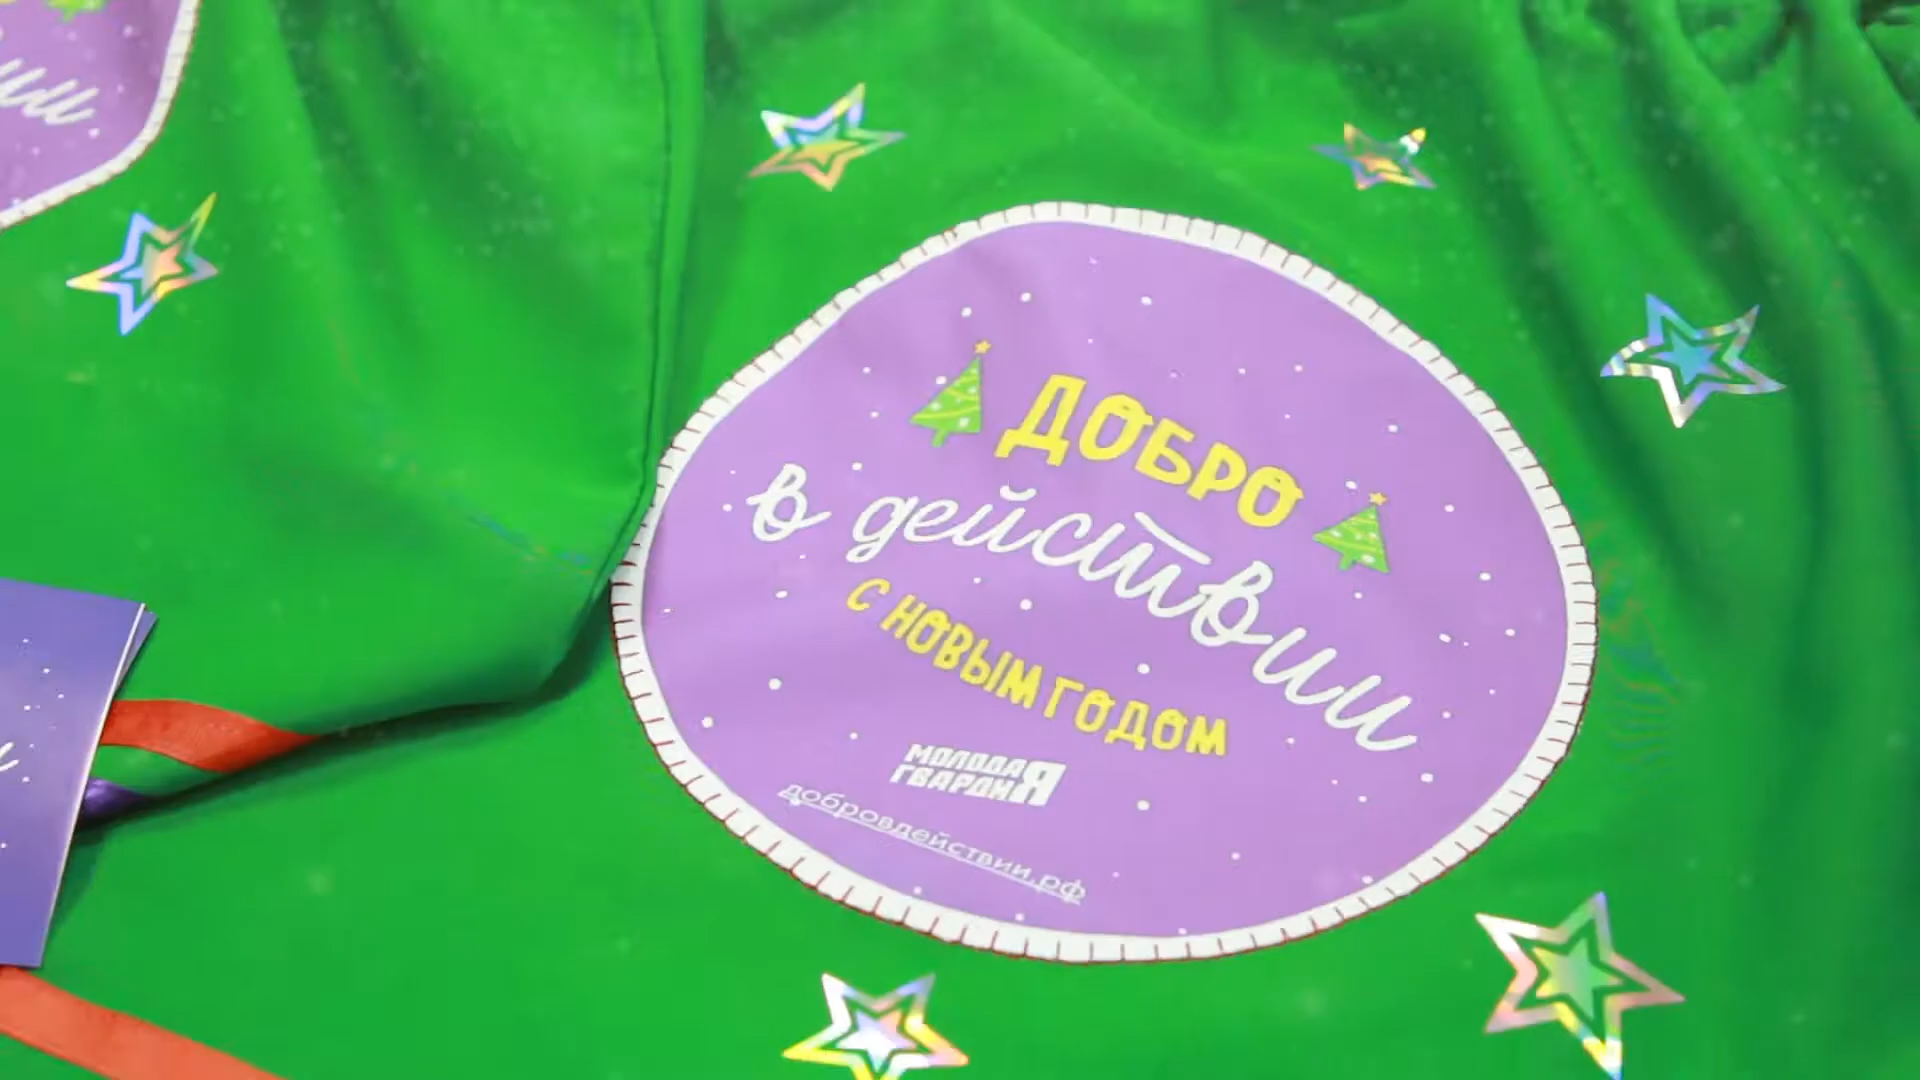 ДОБРО
в действии
С НОВЫМ ГОДОМ
МОЛОДАЯ
ГВАРДИЯ
добровдействии.рф